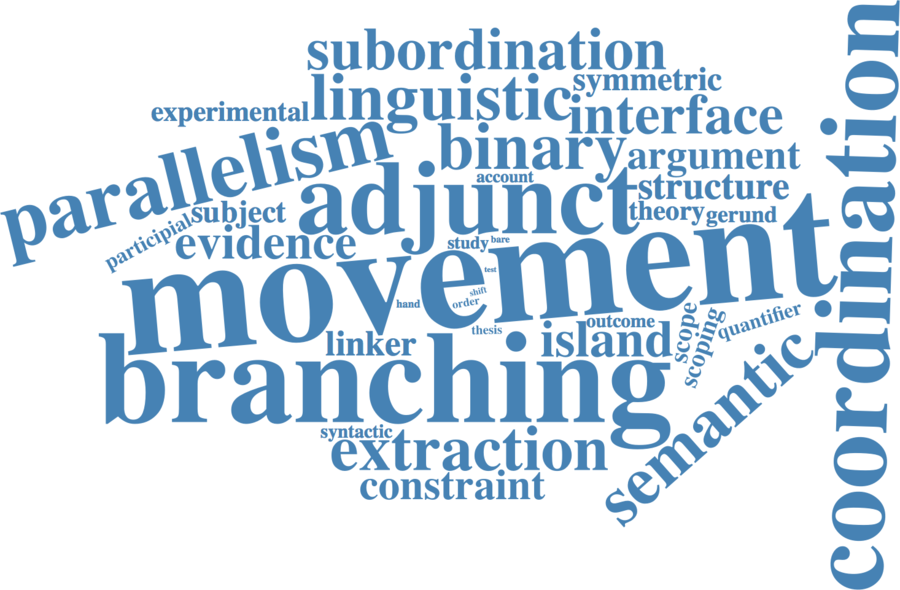 subordination
symmetric
linguistic
experimental
interface
parallelism
binary
argument
account
adjunct
structure
subject
theory
gerund
participial
evidence
study
bare
movement
test
shift
order
hand
thesis
outcome
scope
scoping
quantifier
linker
island
branching
semantic
syntactic
extraction
constraint
coordination